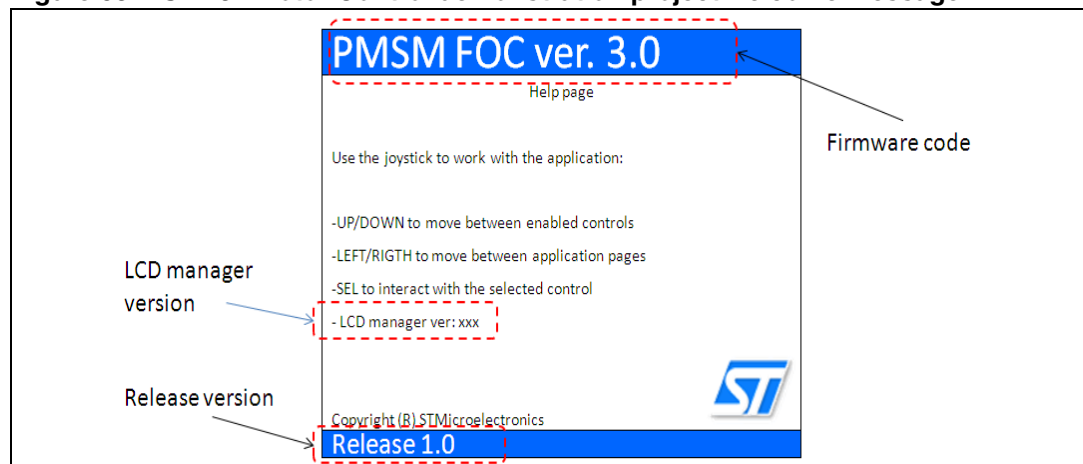 PMSM FOC ver. 3.0
Help page
Firmware code
Use the joystick to work with the application:
-UP/DOWN to move between enabled controls
-LEFT/RIGTH to move between application pages
LCD manager
version
-SEL to interact with the selected control
- LCD manager ver: xxx
ST
Release version
Copyright (R) STMicroelectronics
Release 1.0